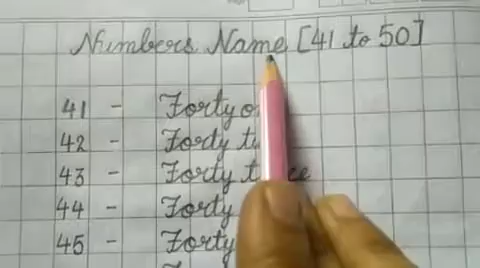 Numbers Name [41 to 50]
41 - Forty
42 - Forty
43 - Forty
44 - Forty
45 - Forty